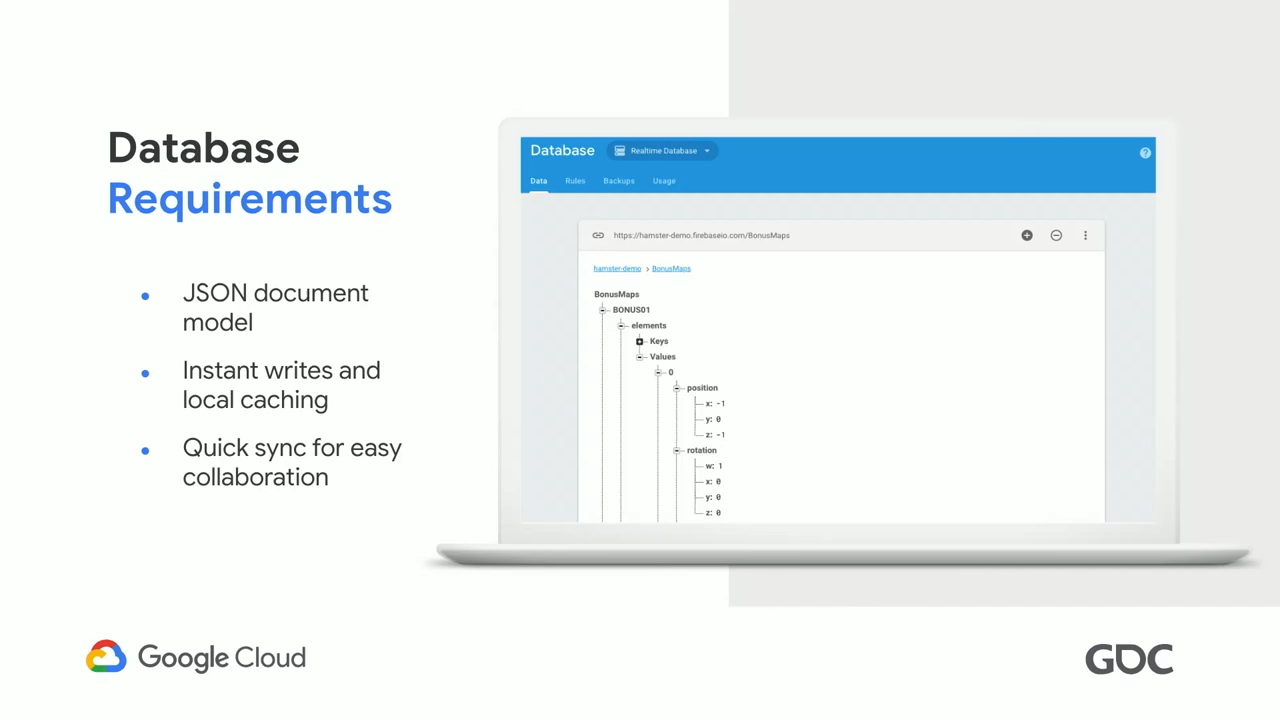 Database
Requirements
JSON document
model
Instant writes and
local caching
Quick sync for easy
collaboration
Database
Realtime Database
Data
Rules
Backups
Usage
https://hamster-demo.firebaseio.com/BonusMaps
hamster-demo > BonusMaps
BonusMaps
BONUS01
elements
Keys
Values
0
position
x: -1
y: 0
z: -1
rotation
w: 1
x: 0
y: 0
z: 0
Google Cloud
GDC